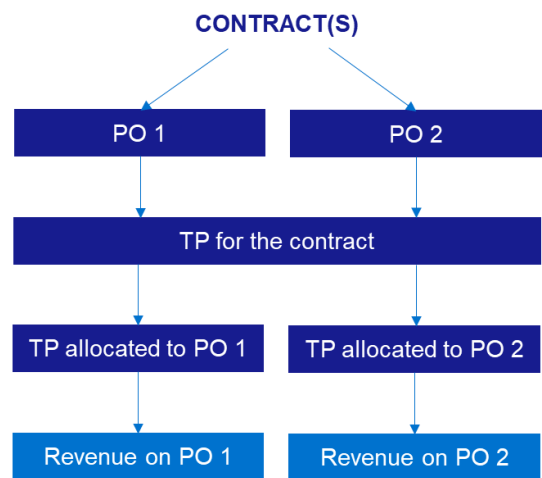 CONTRACT(S)
PO 1
PO 2
TP for the contract
TP allocated to PO 1
TP allocated to PO 2
Revenue on PO 1
Revenue on PO 2